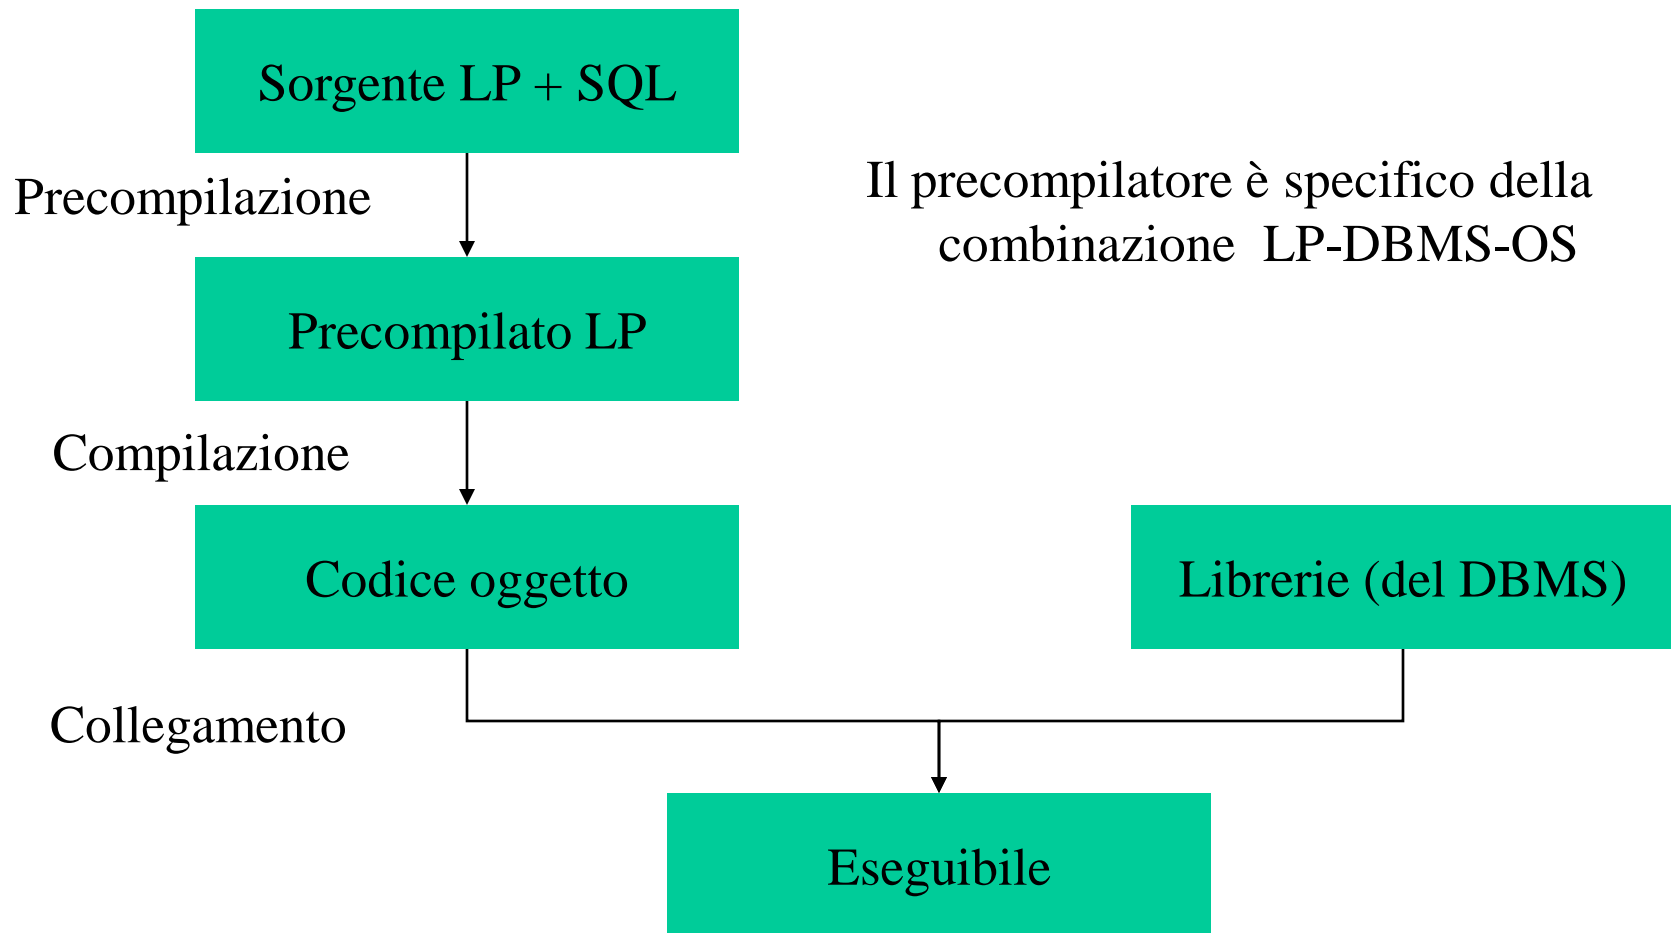 Sorgente LP + SQL
Precompilazione
Il precompilatore è specifico della
combinazione LP-DBMS-OS
Precompilato LP
Compilazione
Codice oggetto
Librerie (del DBMS)
Collegamento
Eseguibile